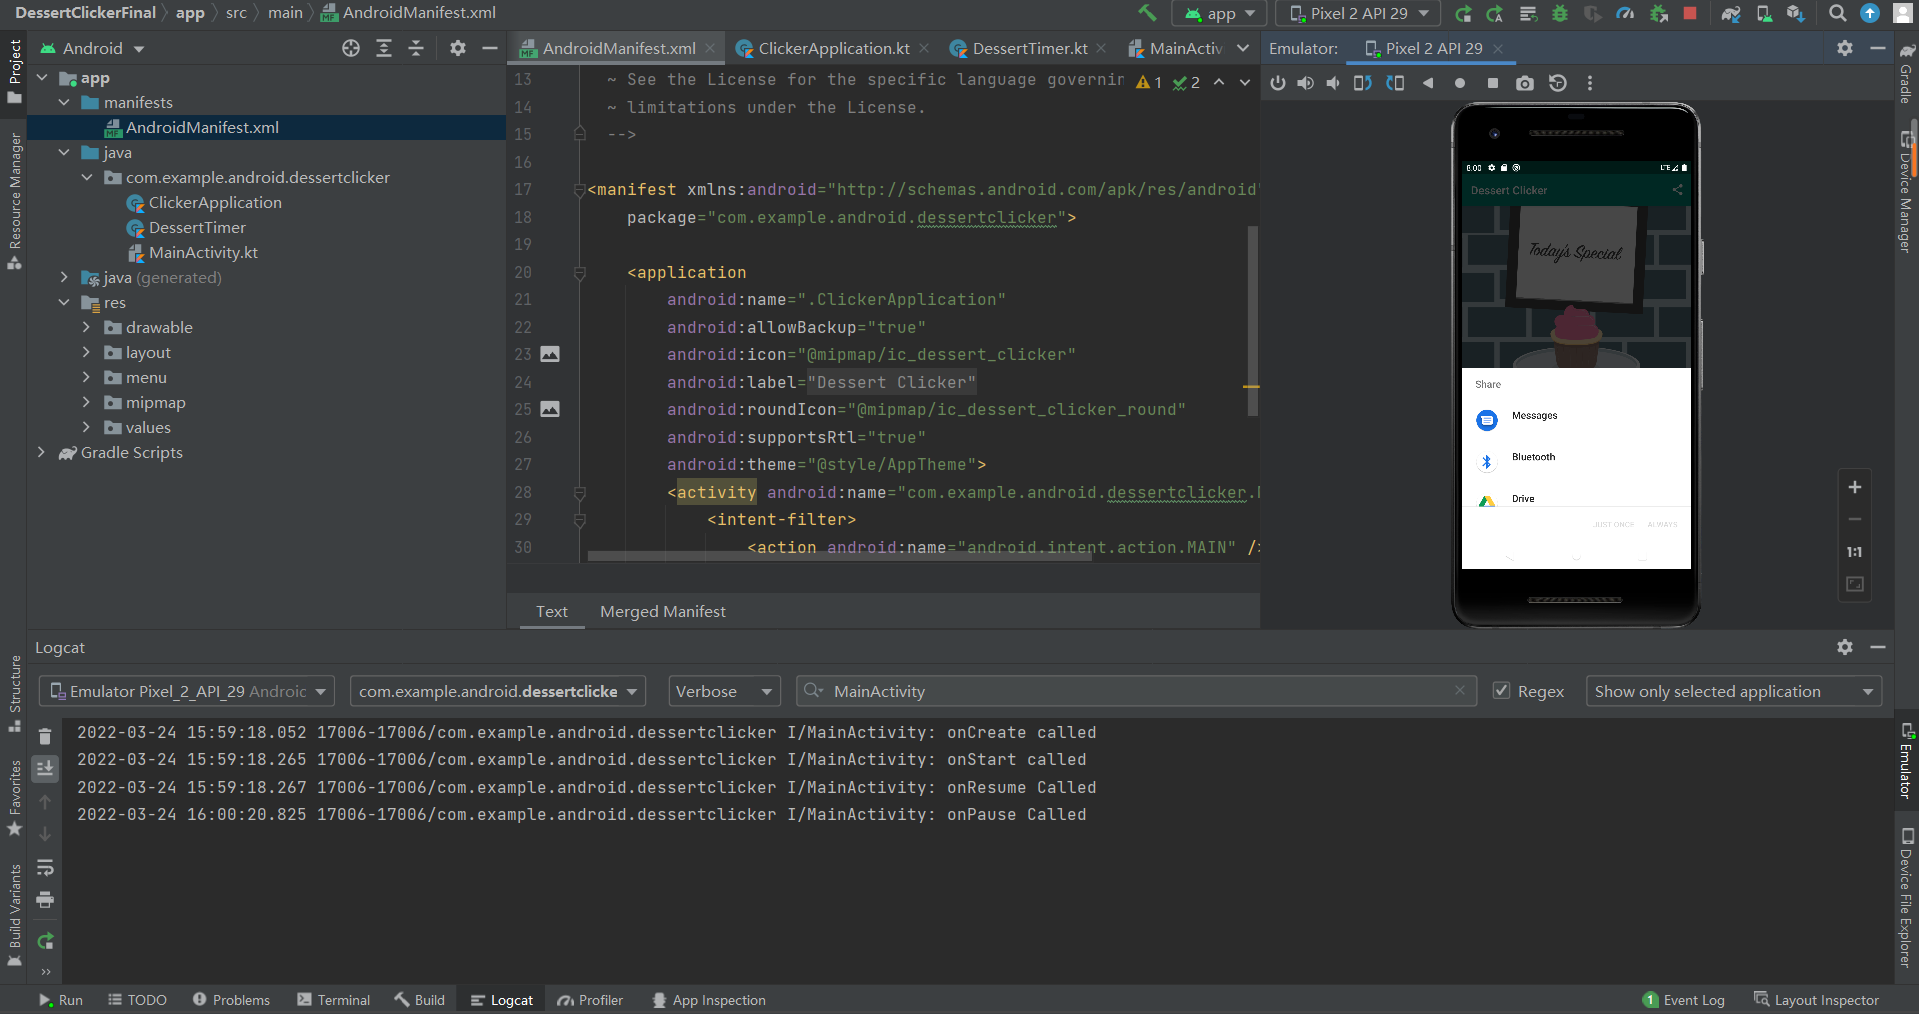 DessertClickerFinal app src main AndroidManifest.xml
app Pixel 2 API 29
Android
AndroidManifest.xml ClickerApplication.kt DessertTimer.kt MainActiv
Emulator: Pixel 2 API 29
Project
Resource Manager
Structure
Favorites
Build Variants
app
manifests
AndroidManifest.xml
java
com.example.android.dessertclicker
ClickerApplication
DessertTimer
MainActivity.kt
java (generated)
res
drawable
layout
menu
mipmap
values
Gradle Scripts
1 2
13 ~ See the License for the specific language governin
14 ~ limitations under the License.
15 -->
16
17 <manifest xmlns:android="http://schemas.android.com/apk/res/android"
18 package="com.example.android.dessertclicker">
19
20 <application
21 android:name=".ClickerApplication"
22 android:allowBackup="true"
23 android:icon="@mipmap/ic_dessert_clicker"
24 android:label="Dessert Clicker"
25 android:roundIcon="@mipmap/ic_dessert_clicker_round"
26 android:supportsRtl="true"
27 android:theme="@style/AppTheme">
28 <activity android:name="com.example.android.dessertclicker.
29 <intent-filter>
30 <action android:name="android.intent.action.MAIN" />
Text Merged Manifest
8:00 LTE
Dessert Clicker
Today's Special
Share
Messages
Bluetooth
Drive
JUST ONCE ALWAYS
1:1
Gradle
Device Manager
Emulator
Device File Explorer
Logcat
Emulator Pixel_2_API_29 Androic com.example.android.dessertclicke Verbose MainActivity Regex Show only selected application
2022-03-24 15:59:18.052 17006-17006/com.example.android.dessertclicker I/MainActivity: onCreate called
2022-03-24 15:59:18.265 17006-17006/com.example.android.dessertclicker I/MainActivity: onStart called
2022-03-24 15:59:18.267 17006-17006/com.example.android.dessertclicker I/MainActivity: onResume Called
2022-03-24 16:00:20.825 17006-17006/com.example.android.dessertclicker I/MainActivity: onPause Called
Run TODO Problems Terminal Build Logcat Profiler App Inspection 1 Event Log Layout Inspector